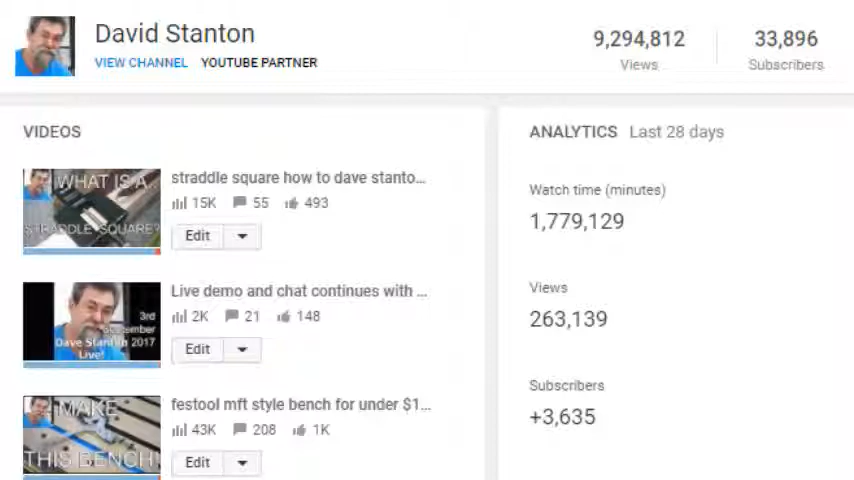 David Stanton
VIEW CHANNEL YOUTUBE PARTNER
9,294,812
Views
33,896
Subscribers
VIDEOS
WHAT IS A..
STRADDLE SQUARE?
straddle square how to dave stanto...
15K 55 493
Edit
3rd
September
Dave Stanton 2017
Live!
Live demo and chat continues with ...
2K 21 148
Edit
MAKE
THIS BENCH!
festool mft style bench for under $1...
43K 208 1K
Edit
ANALYTICS Last 28 days
Watch time (minutes)
1,779,129
Views
263,139
Subscribers
+3,635